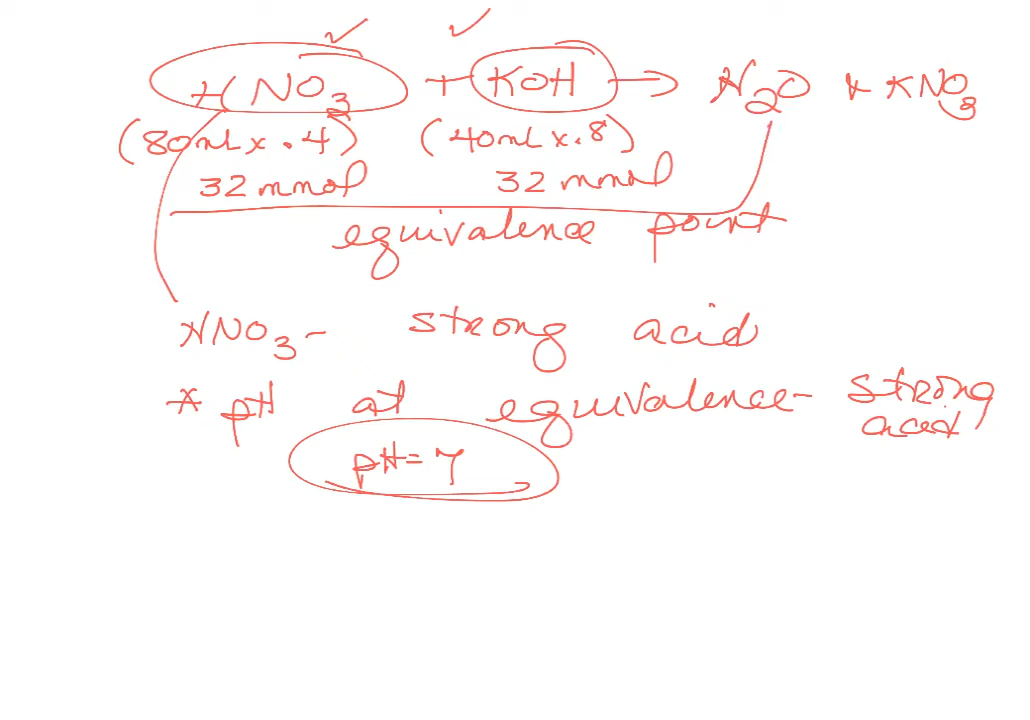 HNO3 + KOH → H2O + KNO3
(80mL x .4) (40mL x .8)
32 mmol 32 mmol
equivalence point
HNO3 - strong acid
* pH at equivalence - strong acid
pH = 7